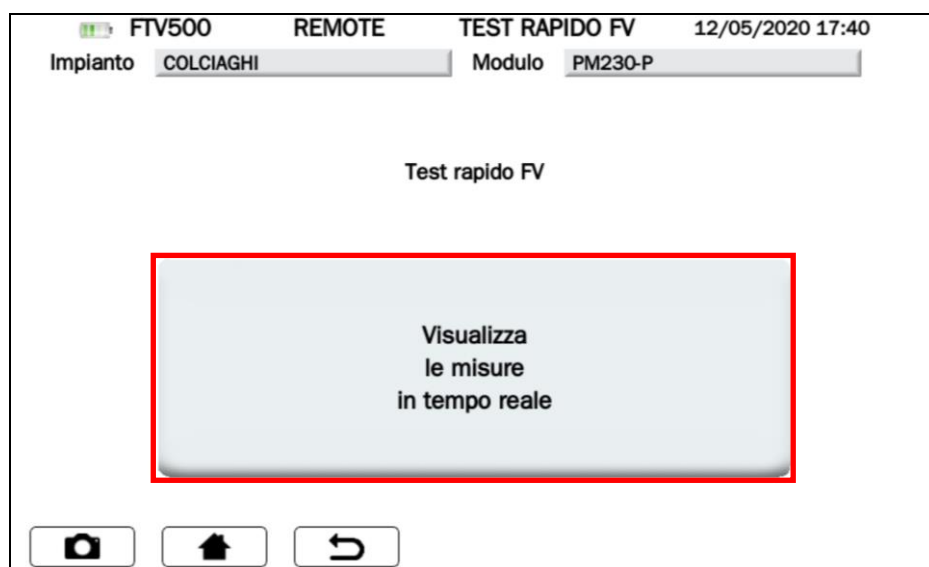 FTV500 REMOTE TEST RAPIDO FV 12/05/2020 17:40
Impianto COLCIAGHI Modulo PM230-P
Test rapido FV
Visualizza
le misure
in tempo reale